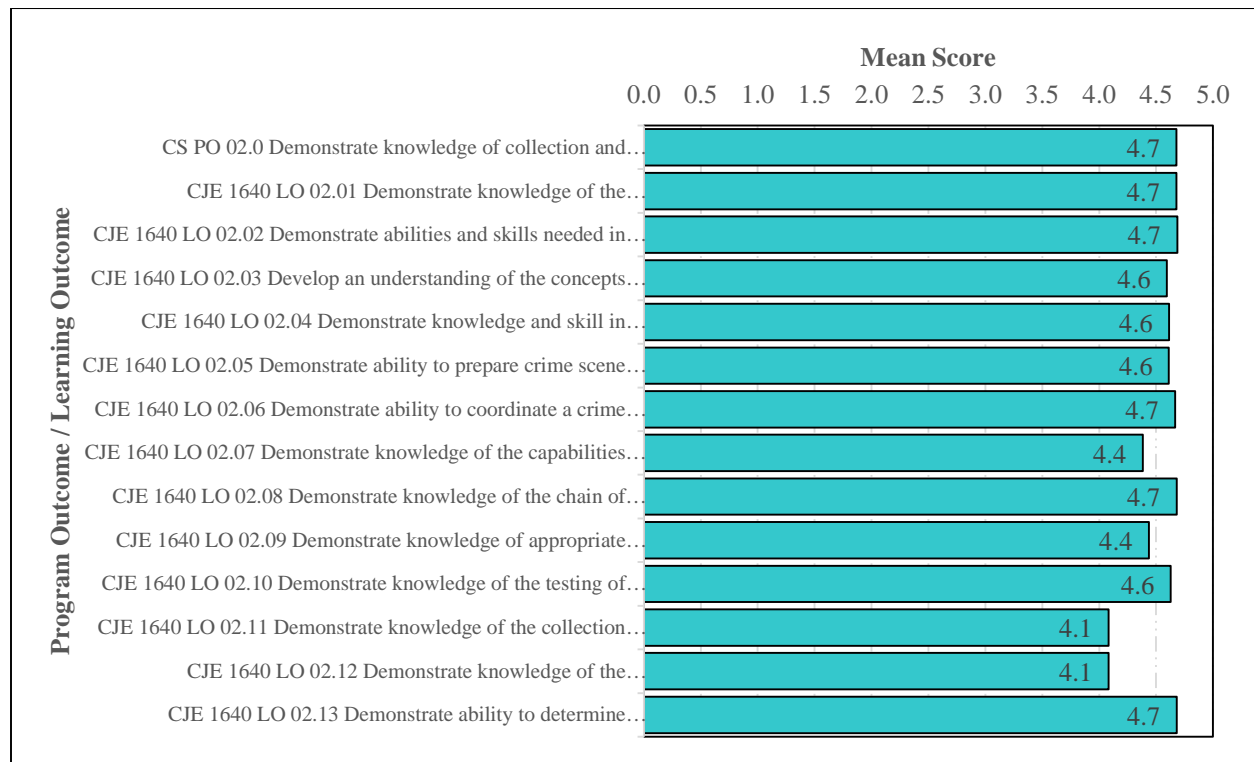 Mean Score
0.0 0.5 1.0 1.5 2.0 2.5 3.0 3.5 4.0 4.5 5.0
Program Outcome / Learning Outcome
CS PO 02.0 Demonstrate knowledge of collection and… 4.7
CJE 1640 LO 02.01 Demonstrate knowledge of the… 4.7
CJE 1640 LO 02.02 Demonstrate abilities and skills needed in… 4.7
CJE 1640 LO 02.03 Develop an understanding of the concepts… 4.6
CJE 1640 LO 02.04 Demonstrate knowledge and skill in… 4.6
CJE 1640 LO 02.05 Demonstrate ability to prepare crime scene… 4.6
CJE 1640 LO 02.06 Demonstrate ability to coordinate a crime… 4.7
CJE 1640 LO 02.07 Demonstrate knowledge of the capabilities… 4.4
CJE 1640 LO 02.08 Demonstrate knowledge of the chain of… 4.7
CJE 1640 LO 02.09 Demonstrate knowledge of appropriate… 4.4
CJE 1640 LO 02.10 Demonstrate knowledge of the testing of… 4.6
CJE 1640 LO 02.11 Demonstrate knowledge of the collection… 4.1
CJE 1640 LO 02.12 Demonstrate knowledge of the… 4.1
CJE 1640 LO 02.13 Demonstrate ability to determine… 4.7